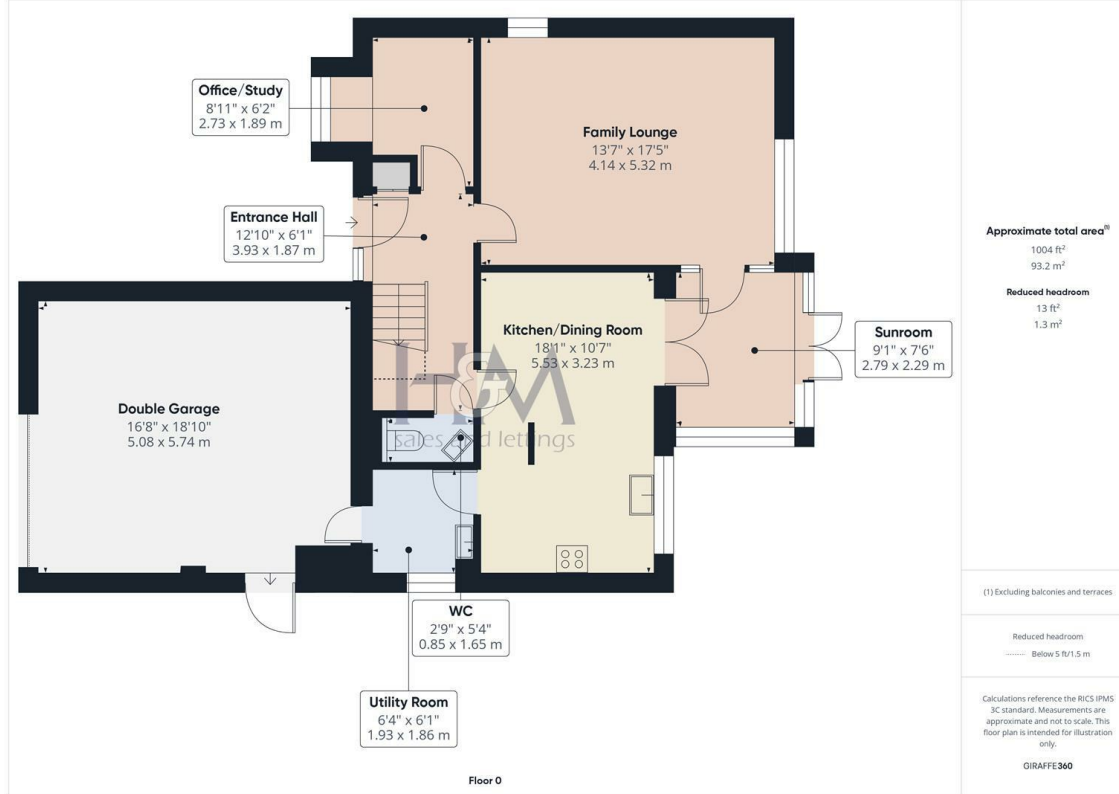 Office/Study
8'11" x 6'2"
2.73 x 1.89 m
Family Lounge
13'7" x 17'5"
4.14 x 5.32 m
Entrance Hall
12'10" x 6'1"
3.93 x 1.87 m
Kitchen/Dining Room
18'1" x 10'7"
5.53 x 3.23 m
Sunroom
9'1" x 7'6"
2.79 x 2.29 m
Double Garage
16'8" x 18'10"
5.08 x 5.74 m
H&M
sales and lettings
WC
2'9" x 5'4"
0.85 x 1.65 m
Utility Room
6'4" x 6'1"
1.93 x 1.86 m
Floor 0
Approximate total area(1)
1004 ft²
93.2 m²
Reduced headroom
13 ft²
1.3 m²
(1) Excluding balconies and terraces
Reduced headroom
Below 5 ft/1.5 m
Calculations reference the RICS IPMS
3C standard. Measurements are
approximate and not to scale. This
floor plan is intended for illustration
only.
GIRAFFE360